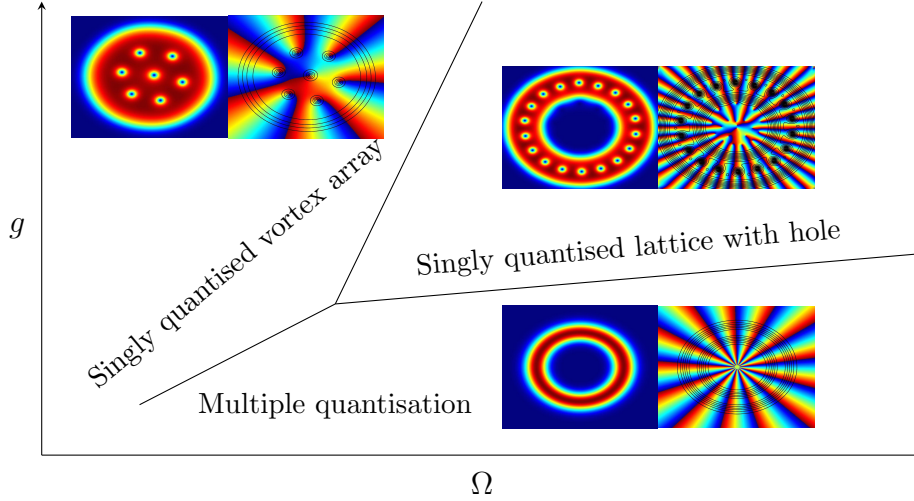 Singly quantised vortex array
g
Singly quantised lattice with hole
Multiple quantisation
Ω